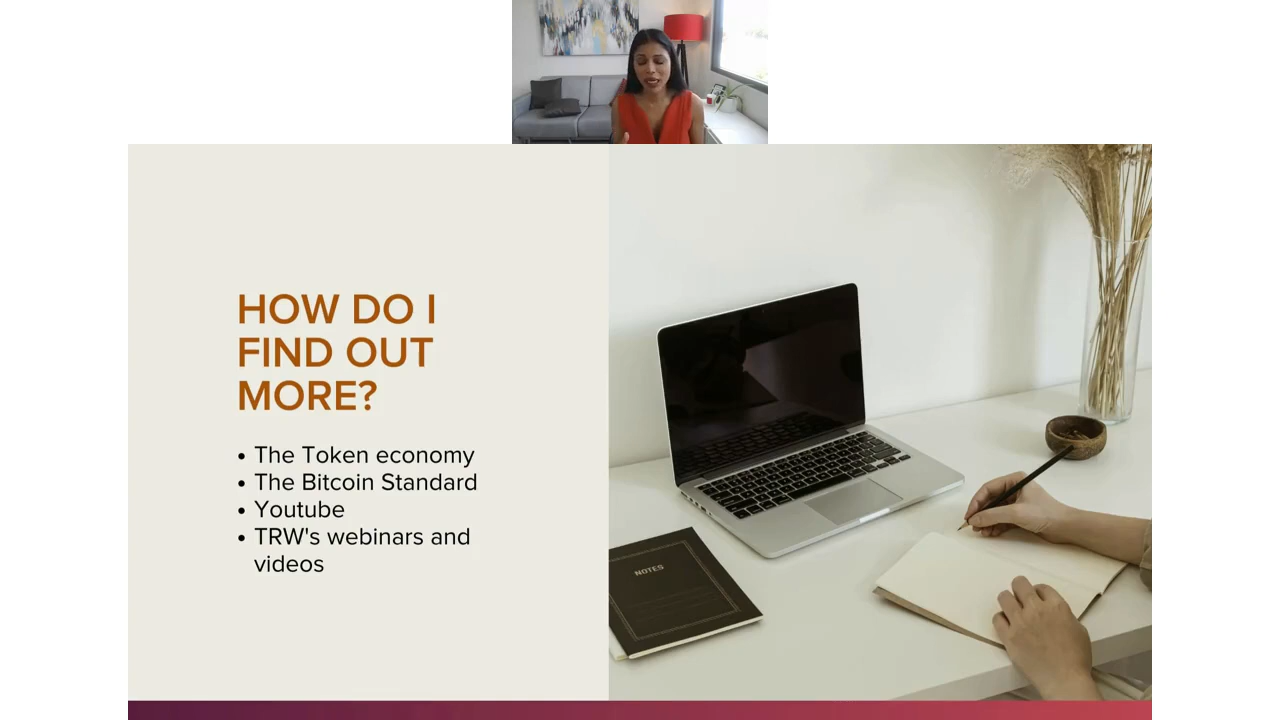 HOW DO I
FIND OUT
MORE?
• The Token economy
• The Bitcoin Standard
• Youtube
• TRW's webinars and
videos
NOTES